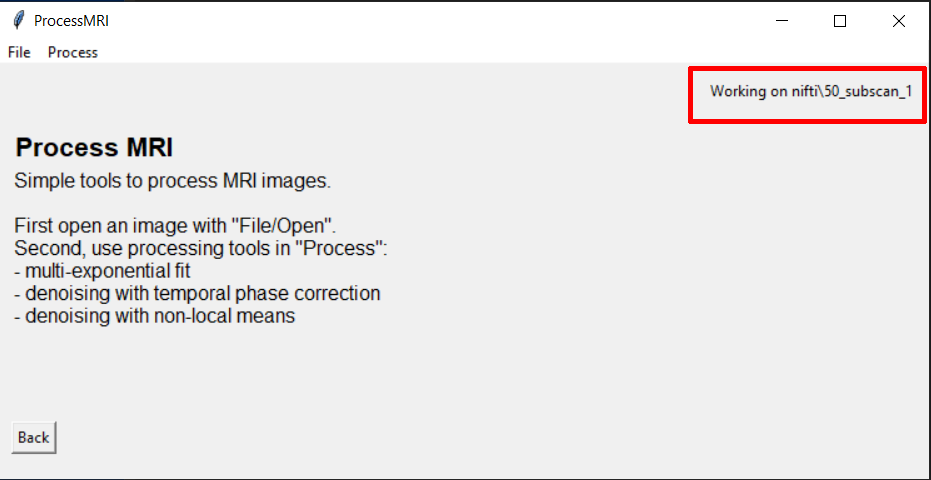 ProcessMRI
File Process
Working on nifti\50_subscan_1
Process MRI
Simple tools to process MRI images.
First open an image with "File/Open".
Second, use processing tools in "Process":
- multi-exponential fit
- denoising with temporal phase correction
- denoising with non-local means
Back